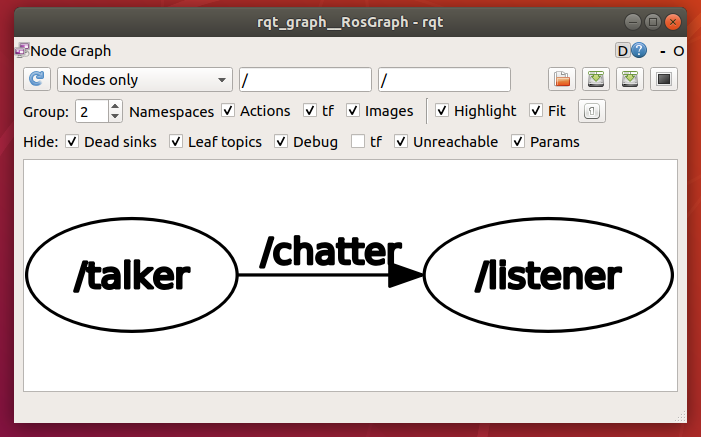 rqt_graph__RosGraph - rqt
Node Graph D ? - O
Nodes only / /
Group: 2 Namespaces Actions tf Images Highlight Fit
Hide: Dead sinks Leaf topics Debug tf Unreachable Params
/chatter
/talker /listener